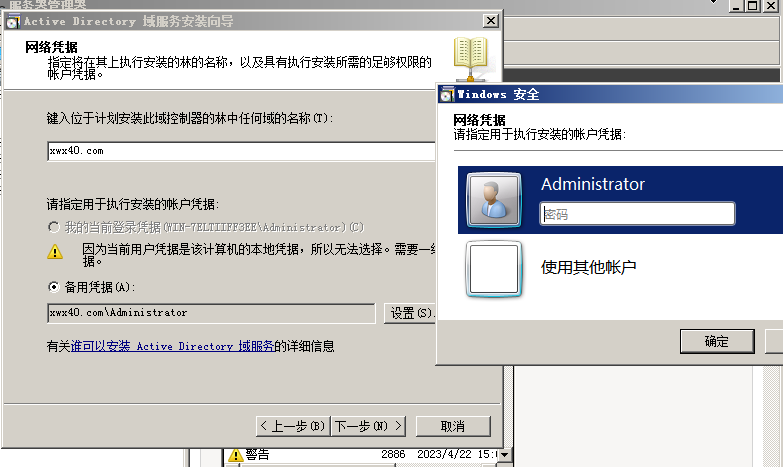 服务器管理器
Active Directory 域服务安装向导
网络凭据
指定将在其上执行安装的林的名称，以及具有执行安装所需的足够权限的
帐户凭据。
键入位于计划安装此域控制器的林中任何域的名称(T):
xwx40.com
请指定用于执行安装的帐户凭据:
我的当前登录凭据(WIN-7ELTIIFF3EE\Administrator)(C)
因为当前用户凭据是该计算机的本地凭据，所以无法选择。需要一
据。
备用凭据(A):
xwx40.com\Administrator
设置(S).
有关谁可以安装 Active Directory 域服务的详细信息
< 上一步(B)
下一步(N) >
取消
Windows 安全
网络凭据
请指定用于执行安装的帐户凭据:
Administrator
密码
使用其他帐户
确定
警告
2886
2023/4/22 15:0